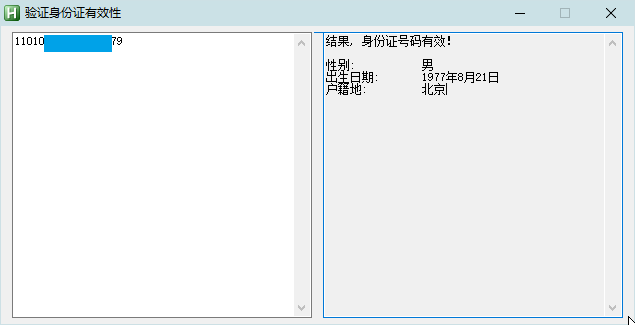 验证身份证有效性
11010
79
结果, 身份证号码有效!
性别: 男
出生日期: 1977年8月21日
户籍地: 北京